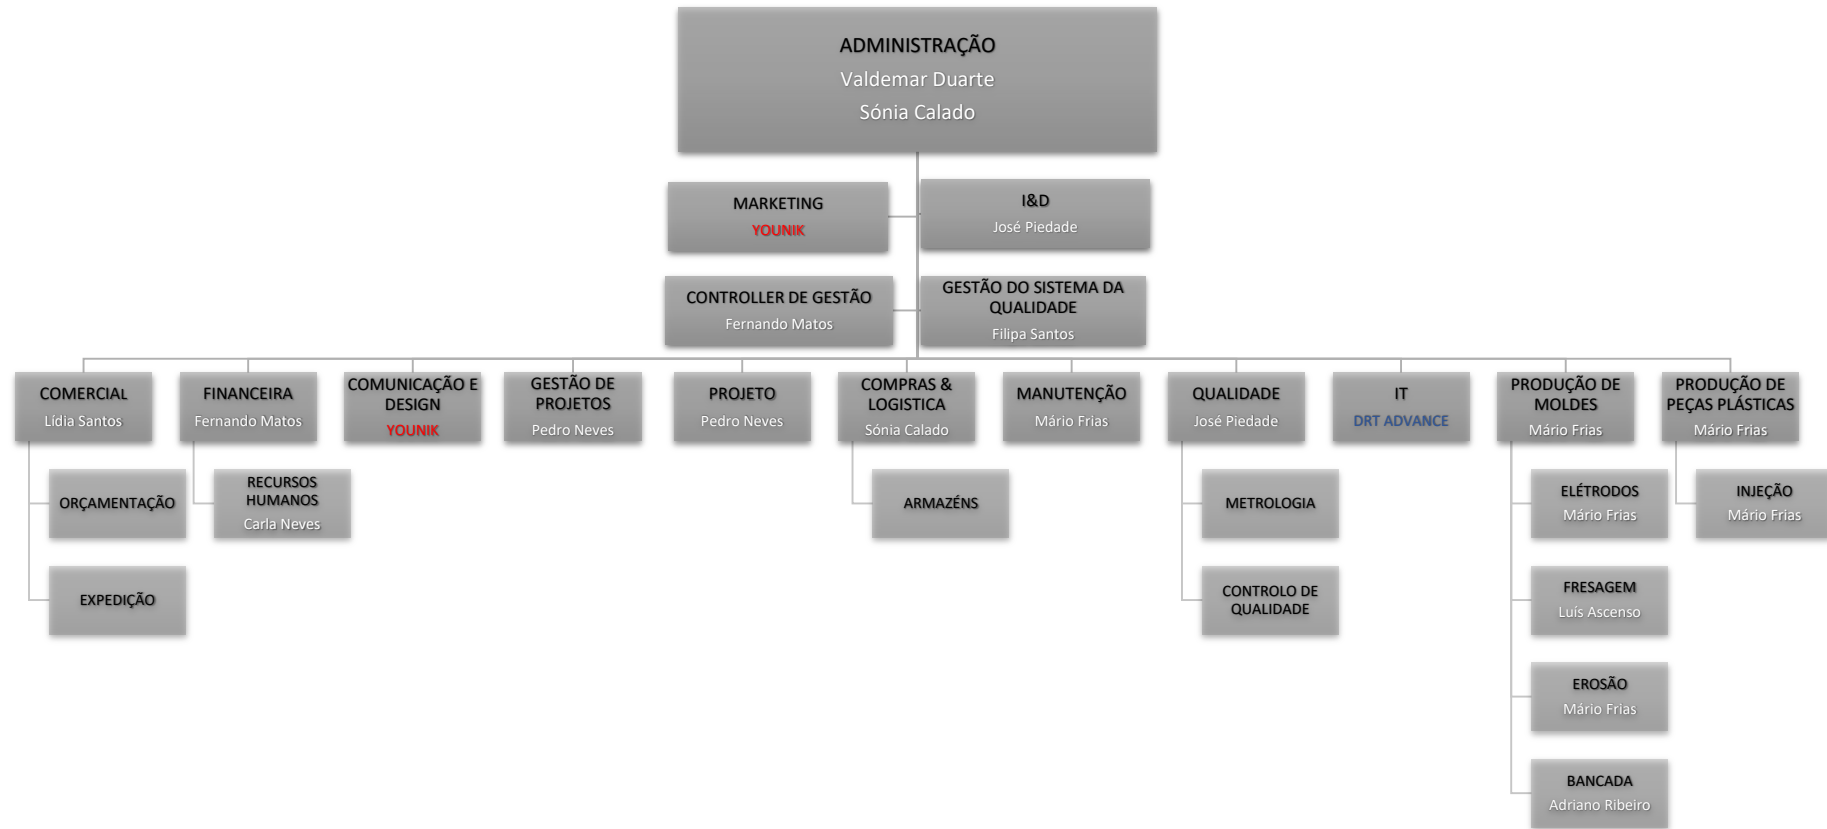 ADMINISTRAÇÃO
Valdemar Duarte
Sónia Calado
MARKETING
YOUNIK
I&D
José Piedade
CONTROLLER DE GESTÃO
Fernando Matos
GESTÃO DO SISTEMA DA
QUALIDADE
Filipa Santos
COMERCIAL
Lídia Santos
FINANCEIRA
Fernando Matos
COMUNICAÇÃO E
DESIGN
YOUNIK
GESTÃO DE
PROJETOS
Pedro Neves
PROJETO
Pedro Neves
COMPRAS &
LOGISTICA
Sónia Calado
MANUTENÇÃO
Mário Frias
QUALIDADE
José Piedade
IT
DRT ADVANCE
PRODUÇÃO DE
MOLDES
Mário Frias
PRODUÇÃO DE
PEÇAS PLÁSTICAS
Mário Frias
ORÇAMENTAÇÃO
RECURSOS
HUMANOS
Carla Neves
ARMAZÉNS
METROLOGIA
ELÉTRODOS
Mário Frias
INJEÇÃO
Mário Frias
EXPEDIÇÃO
CONTROLO DE
QUALIDADE
FRESAGEM
Luís Ascenso
EROSÃO
Mário Frias
BANCADA
Adriano Ribeiro